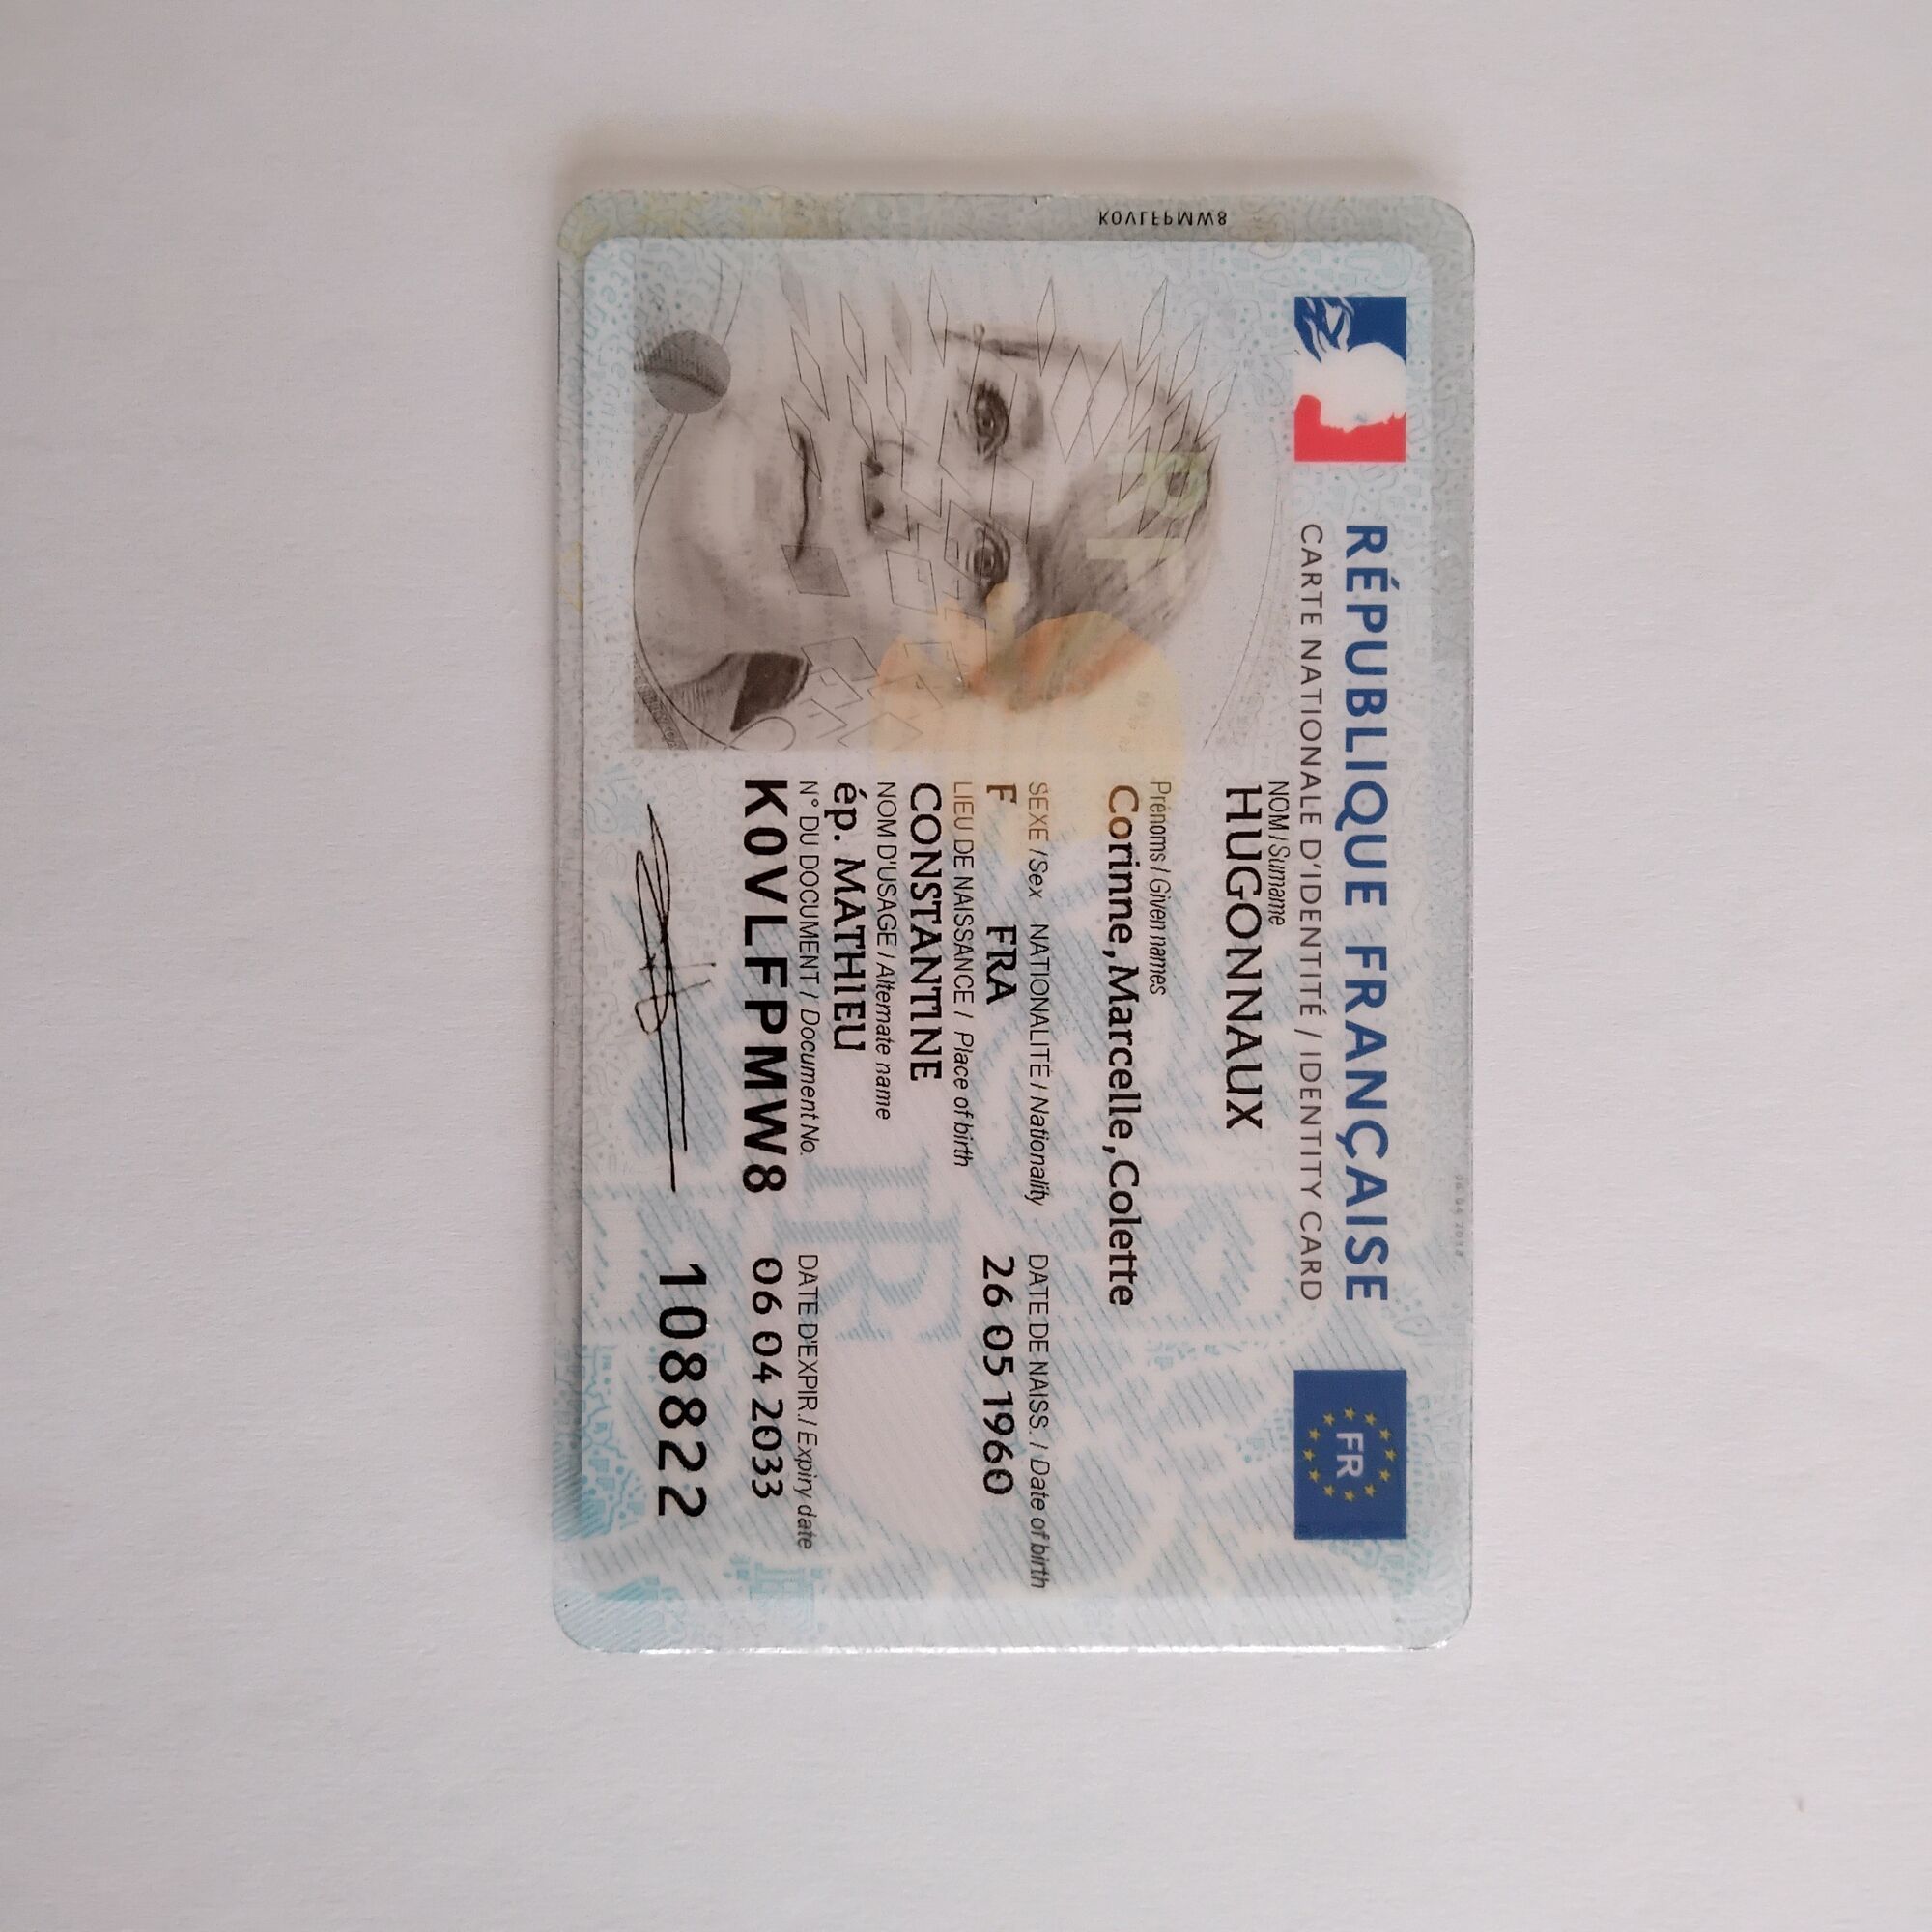 RÉPUBLIQUE FRANÇAISE
FR
CARTE NATIONALE D'IDENTITÉ / IDENTITY CARD
NOM / Surname
HUGONNAUX
Prénoms / Given names
Corinne,Marcelle,Colette
SEXE / Sex NATIONALITÉ / Nationality DATE DE NAISS. / Date of birth
F FRA 26 05 1960
LIEU DE NAISSANCE / Place of birth
CONSTANTINE
NOM D'USAGE / Alternate name
ép. MATHIEU
N° DU DOCUMENT / Document No. DATE D'EXPIR./ Expiry date
K0VLFPMW8 06 04 2033
108822
K0VLFPMW8